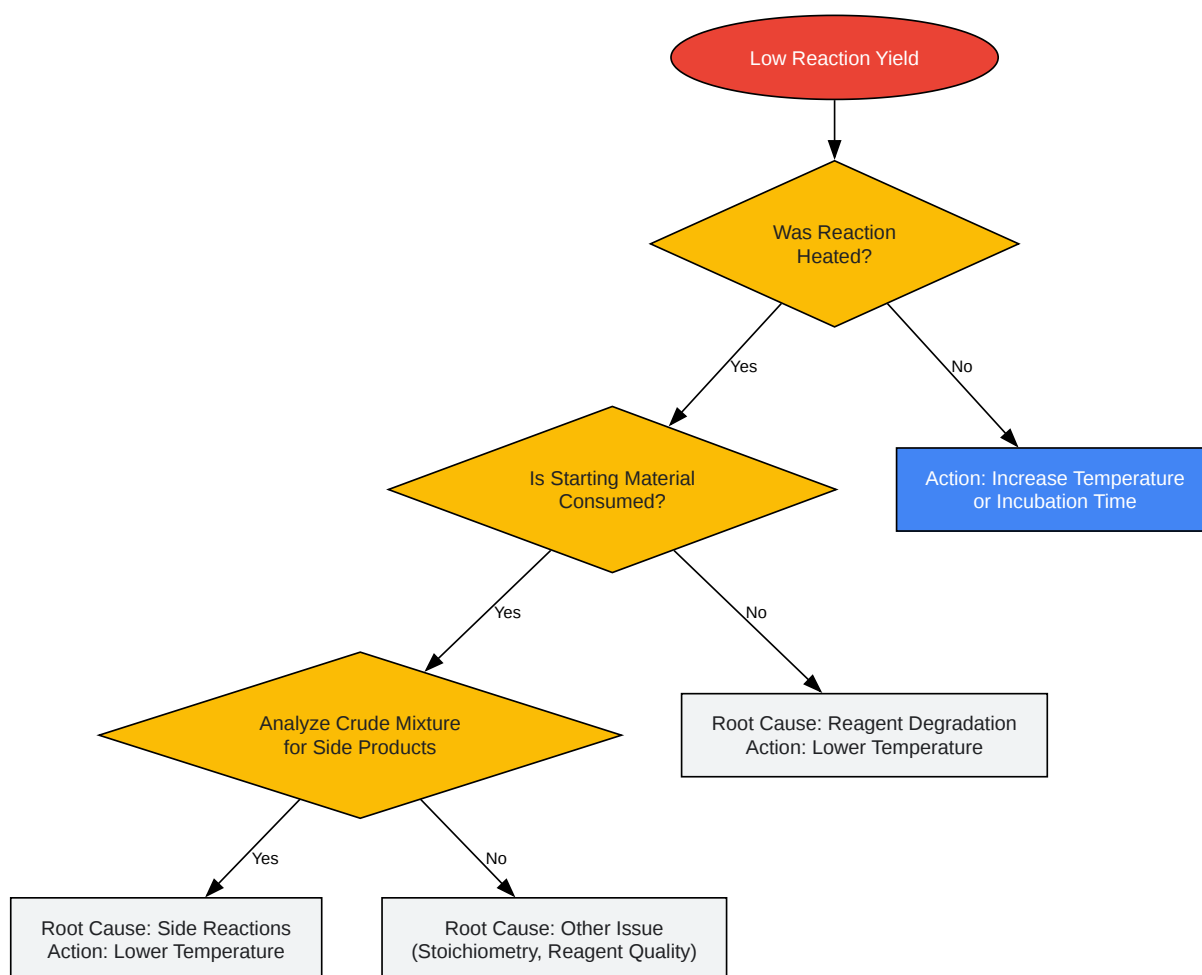 Low Reaction Yield
Was Reaction
Heated?
Yes
No
Is Starting Material
Consumed?
Action: Increase Temperature
or Incubation Time
Yes
No
Analyze Crude Mixture
for Side Products
Root Cause: Reagent Degradation
Action: Lower Temperature
Yes
No
Root Cause: Side Reactions
Action: Lower Temperature
Root Cause: Other Issue
(Stoichiometry, Reagent Quality)